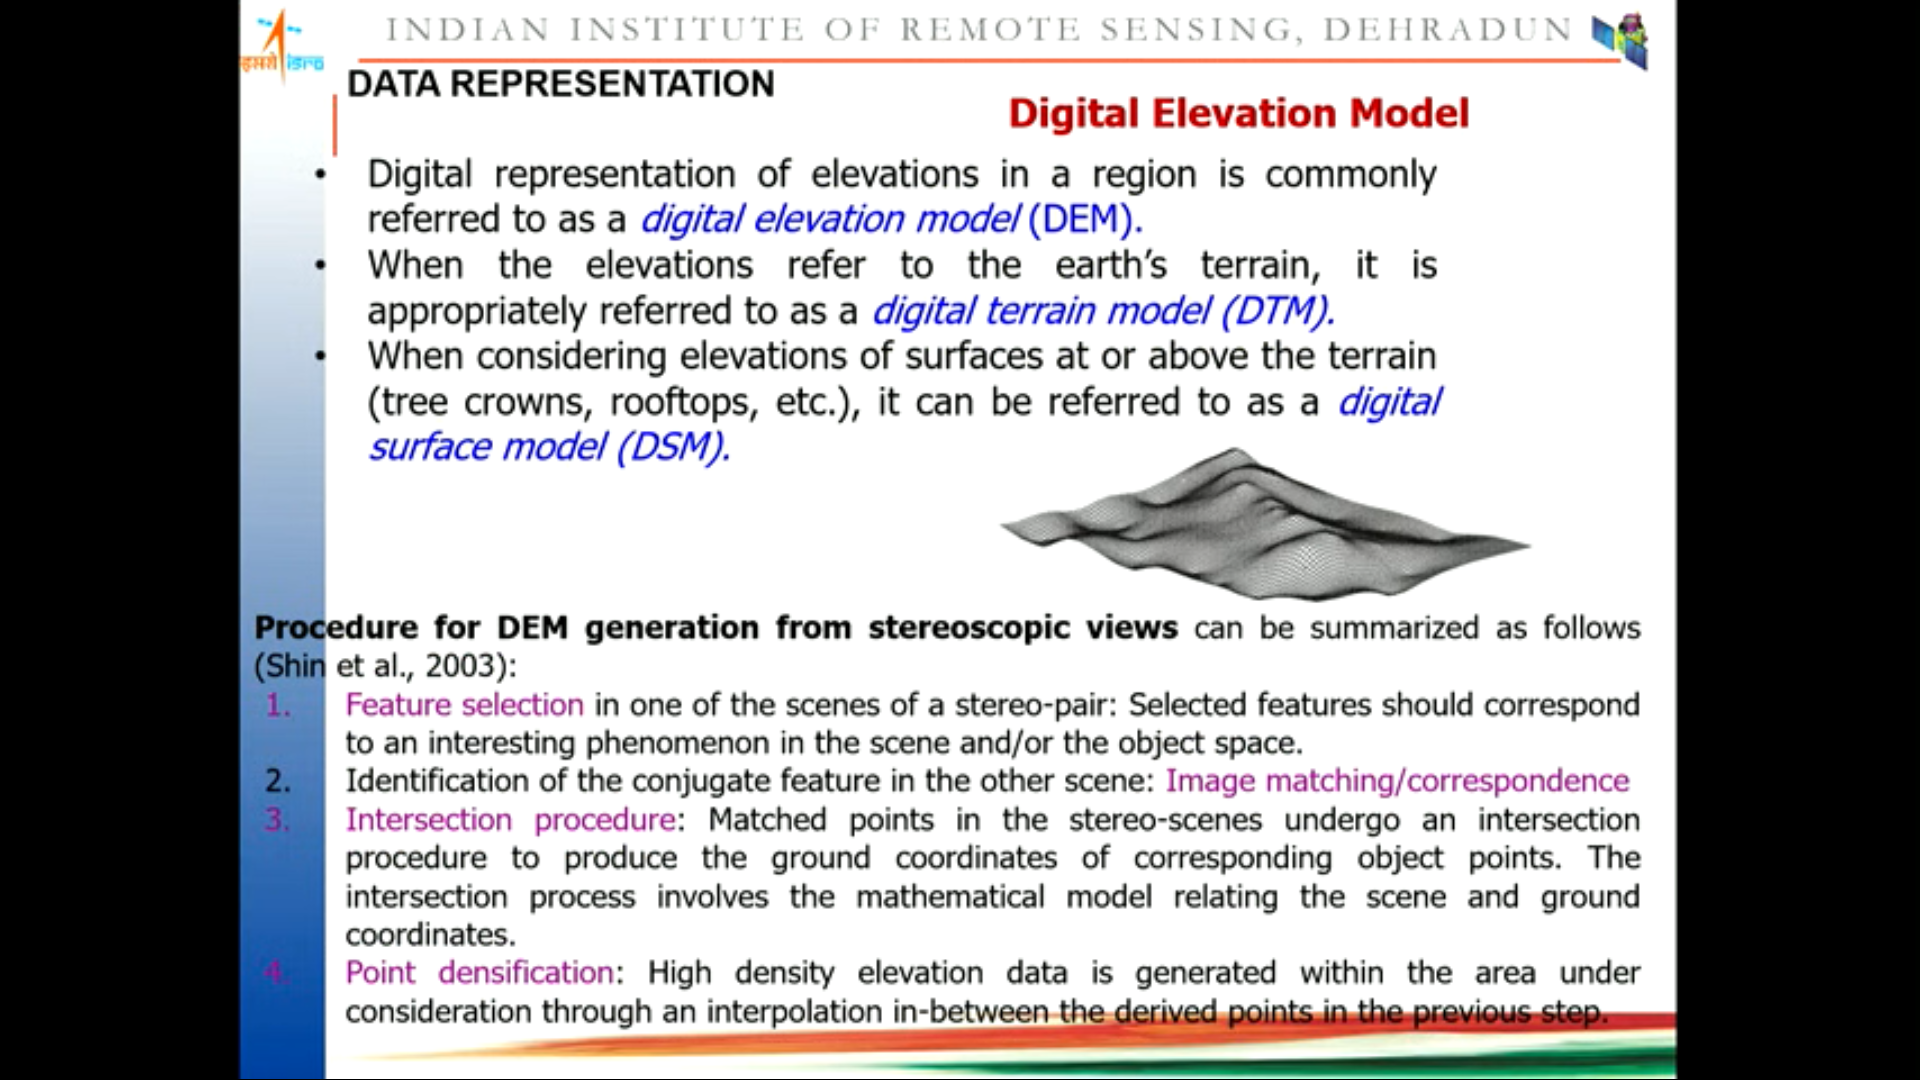 INDIAN INSTITUTE OF REMOTE SENSING, DEHRADUN
इसरो isro
DATA REPRESENTATION
Digital Elevation Model
• Digital representation of elevations in a region is commonly
referred to as a digital elevation model (DEM).
• When the elevations refer to the earth's terrain, it is
appropriately referred to as a digital terrain model (DTM).
• When considering elevations of surfaces at or above the terrain
(tree crowns, rooftops, etc.), it can be referred to as a digital
surface model (DSM).
Procedure for DEM generation from stereoscopic views can be summarized as follows
(Shin et al., 2003):
1. Feature selection in one of the scenes of a stereo-pair: Selected features should correspond
to an interesting phenomenon in the scene and/or the object space.
2. Identification of the conjugate feature in the other scene: Image matching/correspondence
3. Intersection procedure: Matched points in the stereo-scenes undergo an intersection
procedure to produce the ground coordinates of corresponding object points. The
intersection process involves the mathematical model relating the scene and ground
coordinates.
4. Point densification: High density elevation data is generated within the area under
consideration through an interpolation in-between the derived points in the previous step.